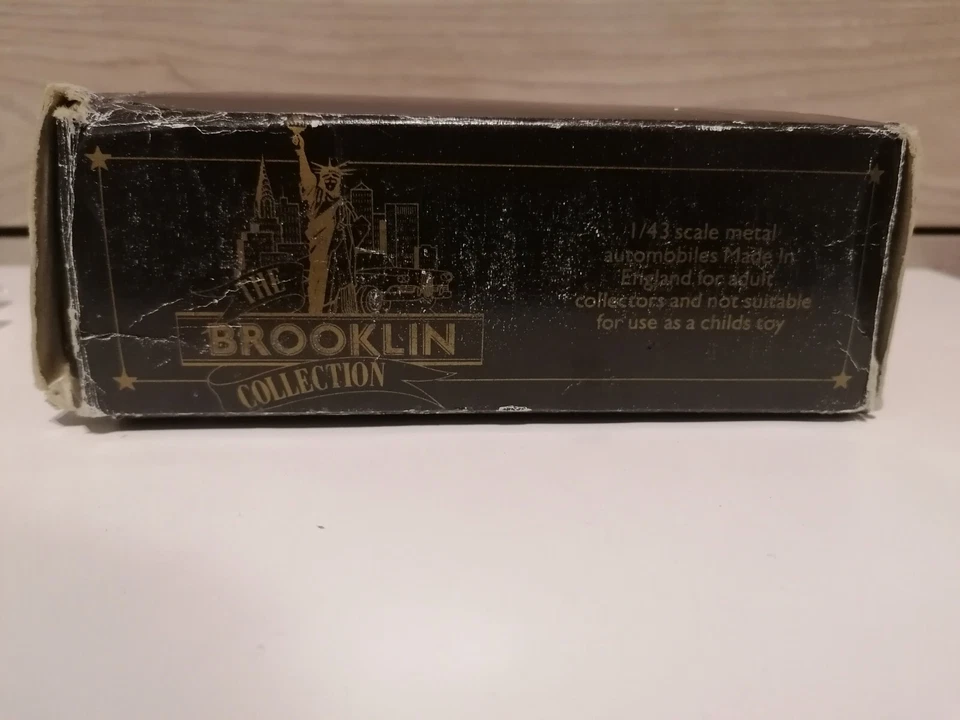 THE
BROOKLIN
COLLECTION
1/43 scale metal
automobiles Made In
England for adult
collectors and not suitable
for use as a childs toy